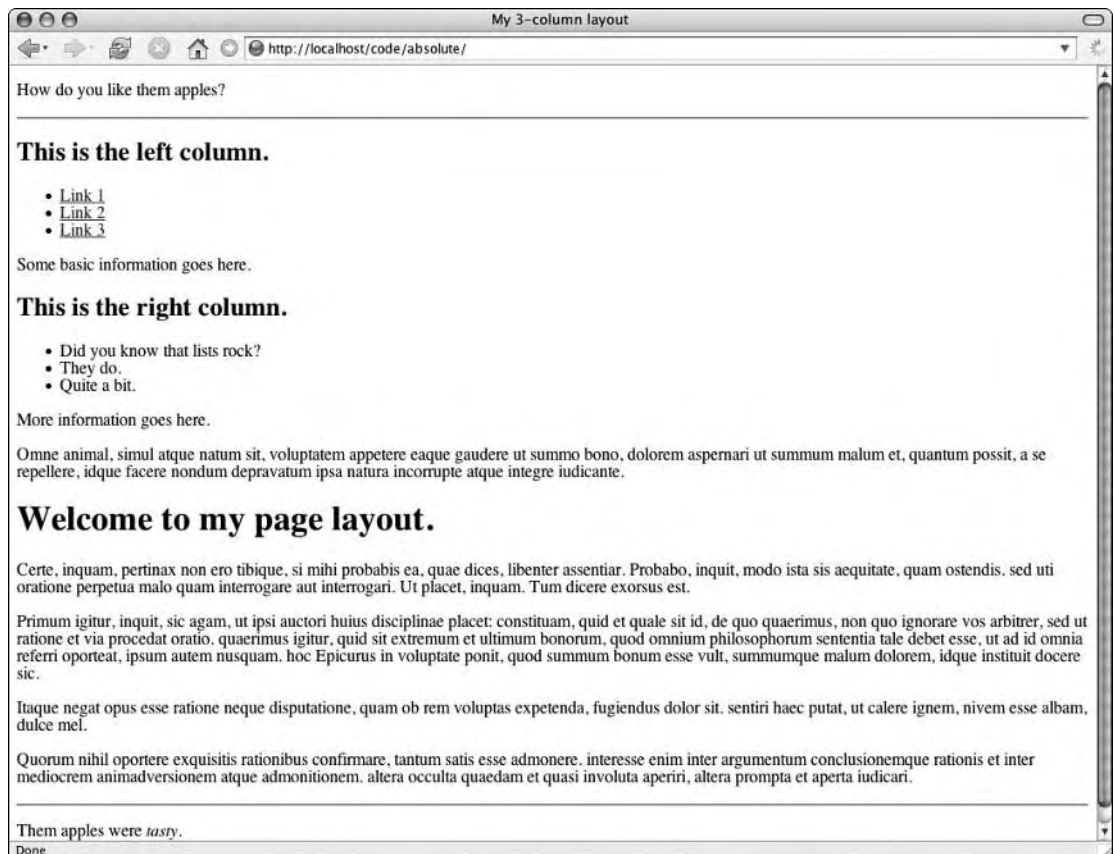 My 3-column layout
http://localhost/code/absolute/
How do you like them apples?
This is the left column.
• Link 1
• Link 2
• Link 3
Some basic information goes here.
This is the right column.
• Did you know that lists rock?
• They do.
• Quite a bit.
More information goes here.
Omne animal, simul atque natum sit, voluptatem appetere eaque gaudere ut summo bono, dolorem aspernari ut summum malum et, quantum possit, a se
repellere, idque facere nondum depravatum ipsa natura incorrupte atque integre iudicante.
Welcome to my page layout.
Certe, inquam, pertinax non ero tibique, si mihi probabis ea, quae dices, libenter assentiar. Probabo, inquit, modo ista sis aequitate, quam ostendis. sed uti
oratione perpetua malo quam interrogare aut interrogari. Ut placet, inquam. Tum dicere exorsus est.
Primum igitur, inquit, sic agam, ut ipsi auctori huius disciplinae placet: constituam, quid et quale sit id, de quo quaerimus, non quo ignorare vos arbitrer, sed ut
ratione et via procedat oratio. quaerimus igitur, quid sit extremum et ultimum bonorum, quod omnium philosophorum sententia tale debet esse, ut ad id omnia
referri oporteat, ipsum autem nusquam. hoc Epicurus in voluptate ponit, quod summum bonum esse vult, summumque malum dolorem, idque instituit docere
sic.
Itaque negat opus esse ratione neque disputatione, quam ob rem voluptas expetenda, fugiendus dolor sit. sentiri haec putat, ut calere ignem, nivem esse albam,
dulce mel.
Quorum nihil oportere exquisitis rationibus confirmare, tantum satis esse admonere. interesse enim inter argumentum conclusionemque rationis et inter
mediocrem animadversionem atque admonitionem. altera occulta quaedam et quasi involuta aperiri, altera prompta et aperta iudicari.
Them apples were tasty.
Done